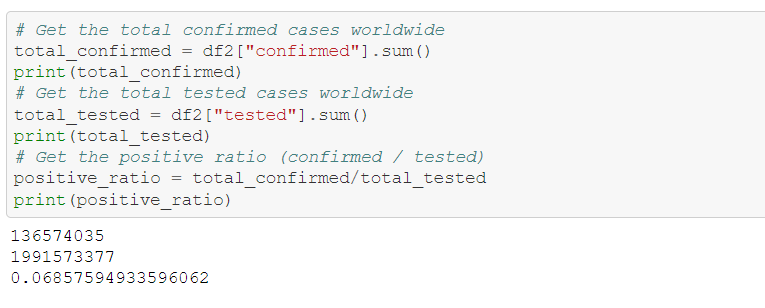 # Get the total confirmed cases worldwide
total_confirmed = df2["confirmed"].sum()
print(total_confirmed)
# Get the total tested cases worldwide
total_tested = df2["tested"].sum()
print(total_tested)
# Get the positive ratio (confirmed / tested)
positive_ratio = total_confirmed/total_tested
print(positive_ratio)
136574035
1991573377
0.06857594933596062